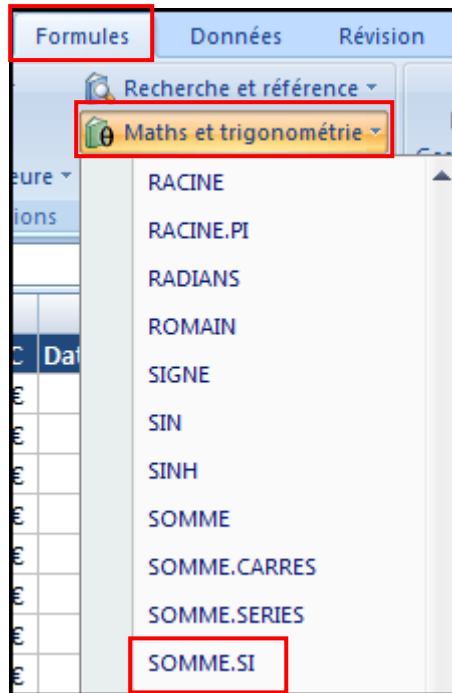 Formules Données Révision
Recherche et référence
Maths et trigonométrie
eure
ions
RACINE
RACINE.PI
RADIANS
ROMAIN
SIGNE
SIN
SINH
SOMME
SOMME.CARRES
SOMME.SERIES
SOMME.SI
C Dat
€
€
€
€
€
€
€